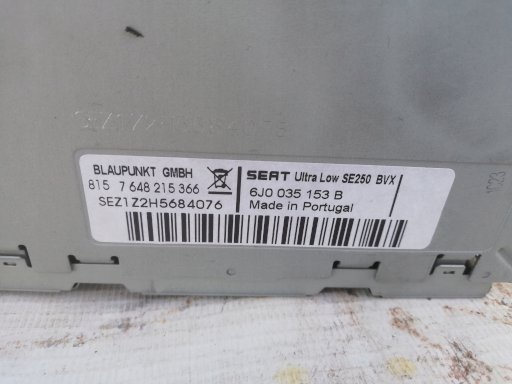 BLAUPUNKT GMBH
815 7 648 215 366
SEZ1Z2H5684076
SEAT Ultra Low SE250 BVX
6J0 035 153 B
Made in Portugal